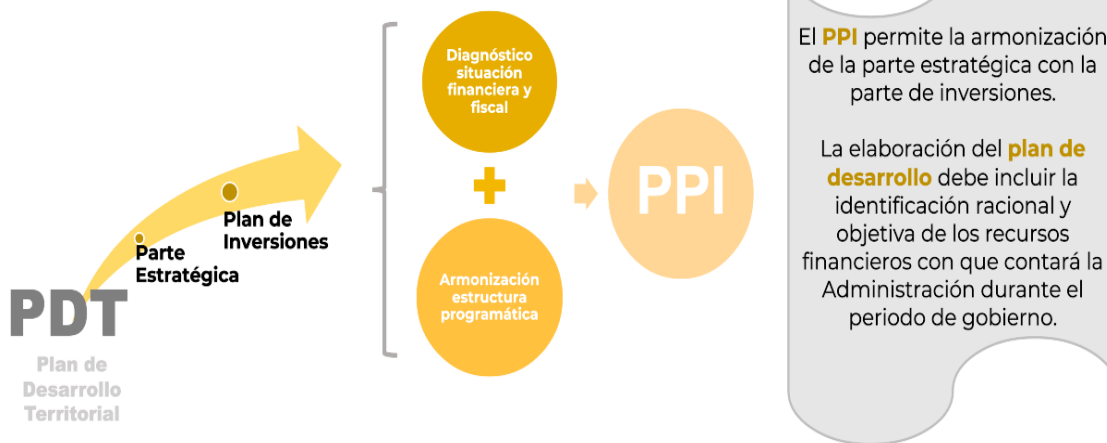 PDT
Plan de
Desarrollo
Territorial
Parte
Estratégica
Plan de
Inversiones
Diagnóstico
situación
financiera y
fiscal
+
Armonización
estructura
programática
PPI
El PPI permite la armonización
de la parte estratégica con la
parte de inversiones.
La elaboración del plan de
desarrollo debe incluir la
identificación racional y
objetiva de los recursos
financieros con que contará la
Administración durante el
periodo de gobierno.